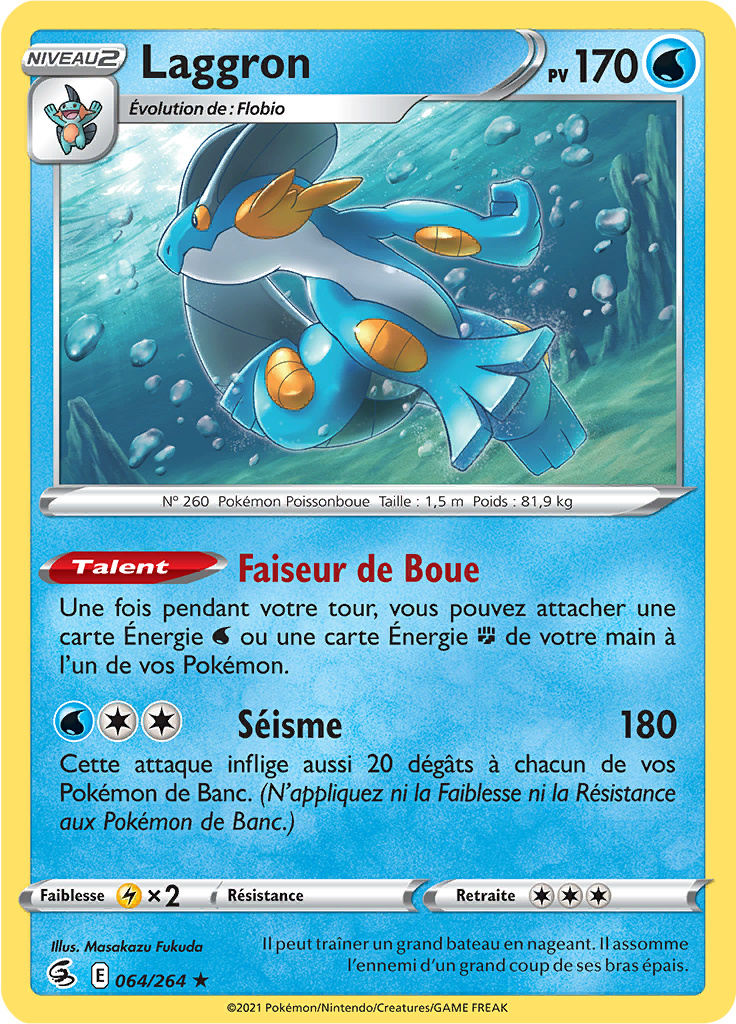 NIVEAU2
Laggron
PV 170
Évolution de : Flobio
N° 260 Pokémon Poissonboue Taille : 1,5 m Poids : 81,9 kg
Talent Faiseur de Boue
Une fois pendant votre tour, vous pouvez attacher une
carte Énergie ou une carte Énergie de votre main à
l'un de vos Pokémon.
Séisme 180
Cette attaque inflige aussi 20 dégâts à chacun de vos
Pokémon de Banc. (N'appliquez ni la Faiblesse ni la Résistance
aux Pokémon de Banc.)
Faiblesse ×2 Résistance Retraite
Illus. Masakazu Fukuda
Il peut traîner un grand bateau en nageant. Il assomme
l'ennemi d'un grand coup de ses bras épais.
E 064/264 ★
©2021 Pokémon/Nintendo/Creatures/GAME FREAK